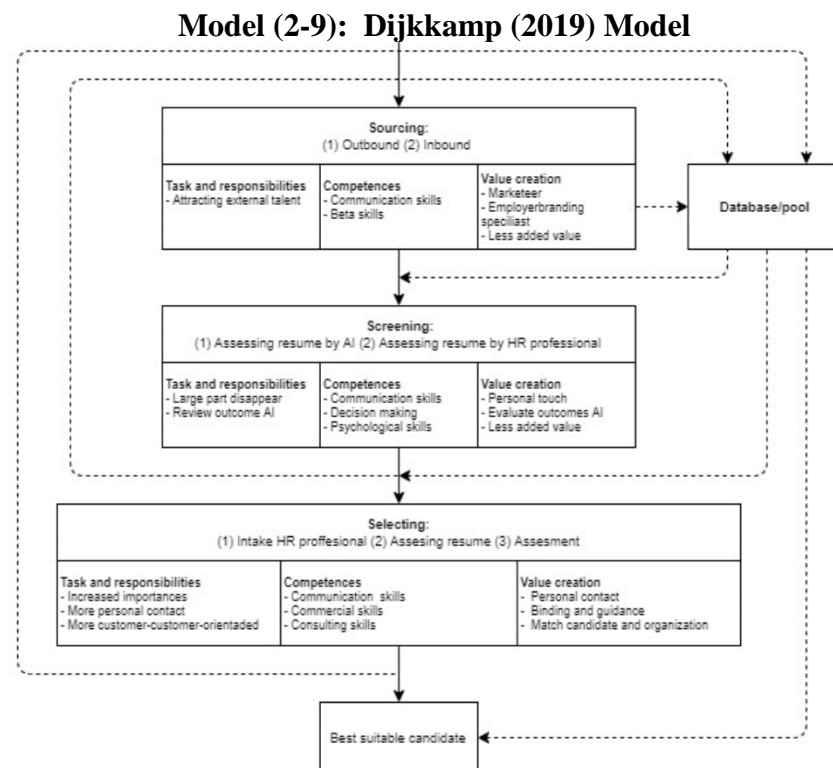 Model (2-9):  Dijkkamp (2019) Model
Sourcing:
(1) Outbound (2) Inbound
Task and responsibilities
- Attracting external talent
Competences
- Communication skills
- Beta skills
Value creation
- Marketeer
- Employerbranding
speciliast
- Less added value
Database/pool
Screening:
(1) Assessing resume by AI (2) Assessing resume by HR professional
Task and responsibilities
- Large part disappear
- Review outcome AI
Competences
- Communication skills
- Decision making
- Psychological skills
Value creation
- Personal touch
- Evaluate outcomes AI
- Less added value
Selecting:
(1) Intake HR proffesional (2) Assesing resume (3) Assesment
Task and responsibilities
- Increased importances
- More personal contact
- More customer-customer-orientaded
Competences
- Communication  skills
- Commercial skills
- Consulting skills
Value creation
- Personal contact
- Binding and guidance
- Match candidate and organization
Best suitable candidate